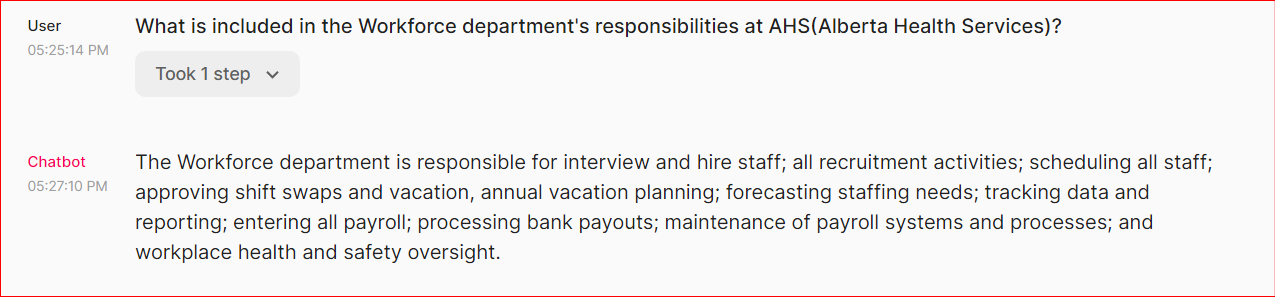 User
05:25:14 PM
What is included in the Workforce department's responsibilities at AHS(Alberta Health Services)?
Took 1 step
Chatbot
05:27:10 PM
The Workforce department is responsible for interview and hire staff; all recruitment activities; scheduling all staff;
approving shift swaps and vacation, annual vacation planning; forecasting staffing needs; tracking data and
reporting; entering all payroll; processing bank payouts; maintenance of payroll systems and processes; and
workplace health and safety oversight.